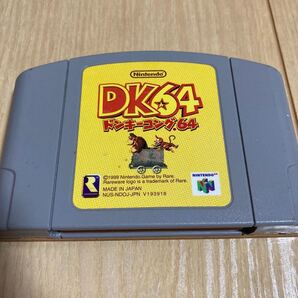 Nintendo
DK64
ドンキーコング64
©1999 Nintendo. Game by Rare.
Rareware logo is a trademark of Rare.
MADE IN JAPAN
NUS-NDOJ-JPN V193918
R
NINTENDO 64